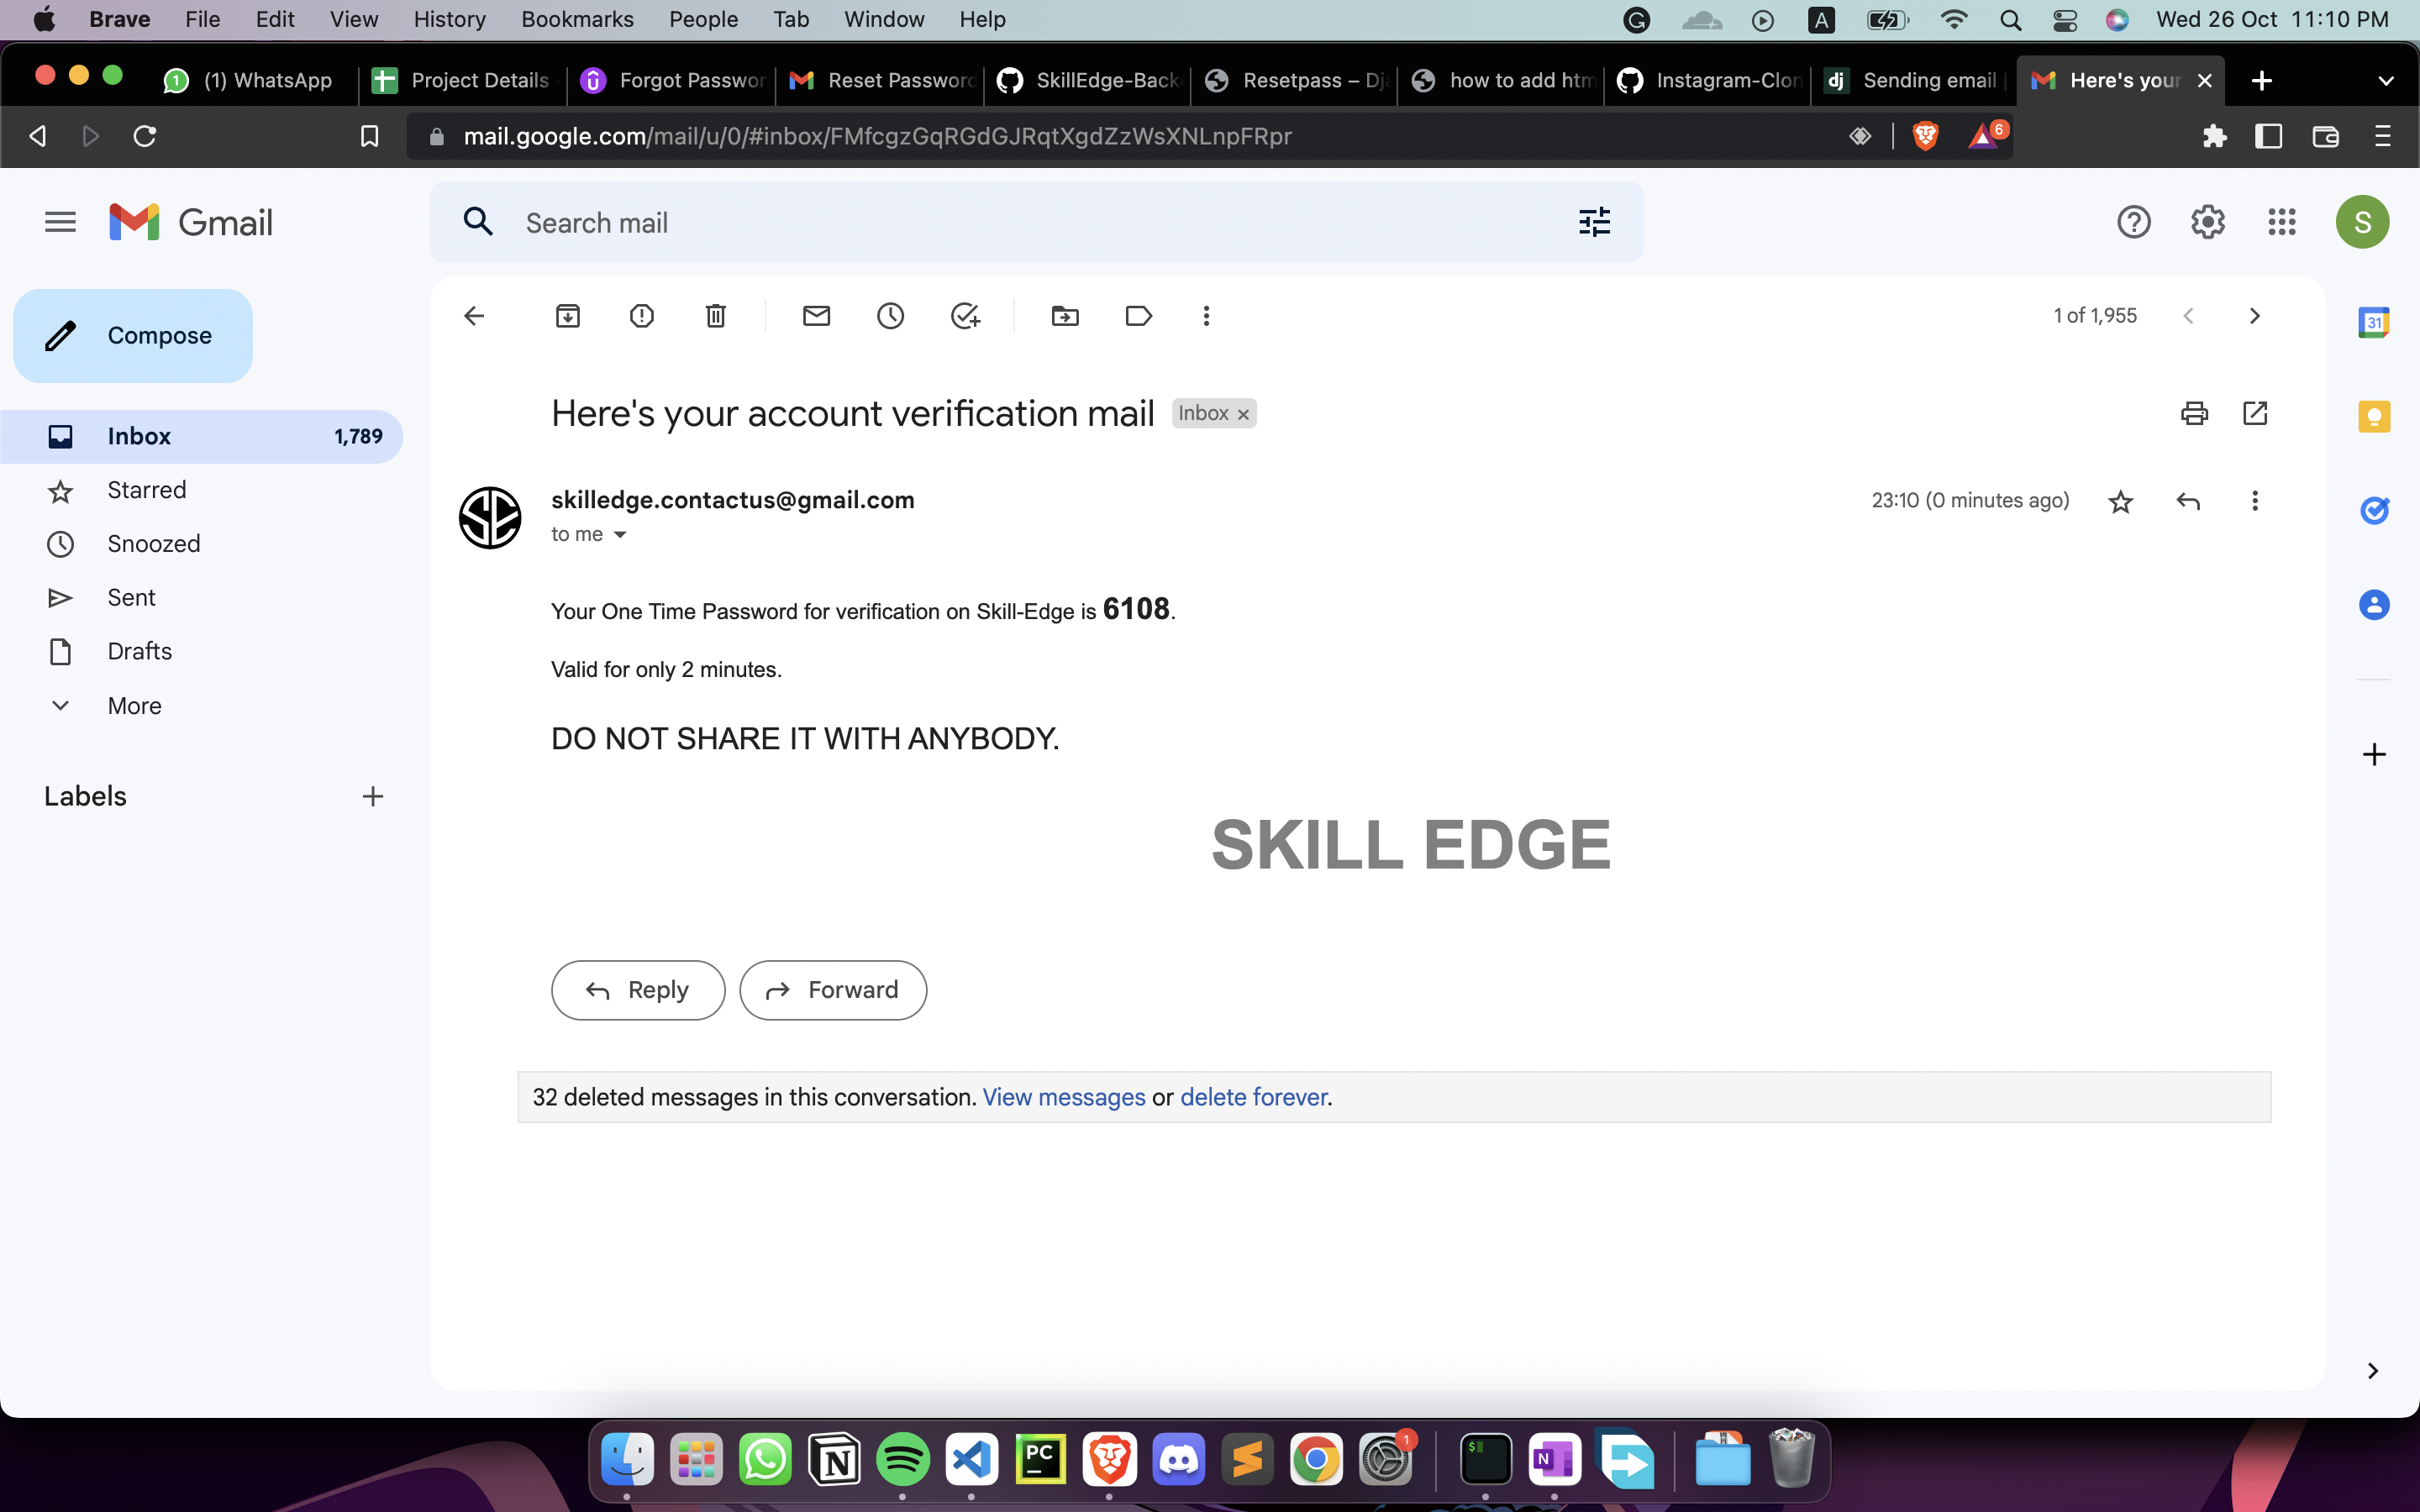 Brave File Edit View History Bookmarks People Tab Window Help A Wed 26 Oct 11:10 PM
1 (1) WhatsApp Project Details Forgot Passwor Reset Password SkillEdge-Back Resetpass – Dja how to add htm Instagram-Clon dj Sending email Here's your
mail.google.com/mail/u/0/#inbox/FMfcgzGqRGdGJRqtXgdZzWsXNLnpFRpr 6
Gmail Search mail S
Compose 1 of 1,955 31
Here's your account verification mail Inbox ×
Inbox 1,789
Starred
Snoozed
Sent
Drafts
More
Labels
skilledge.contactus@gmail.com 23:10 (0 minutes ago)
to me
Your One Time Password for verification on Skill-Edge is 6108.
Valid for only 2 minutes.
DO NOT SHARE IT WITH ANYBODY.
SKILL EDGE
Reply Forward
32 deleted messages in this conversation. View messages or delete forever.
N PC 1 $ N